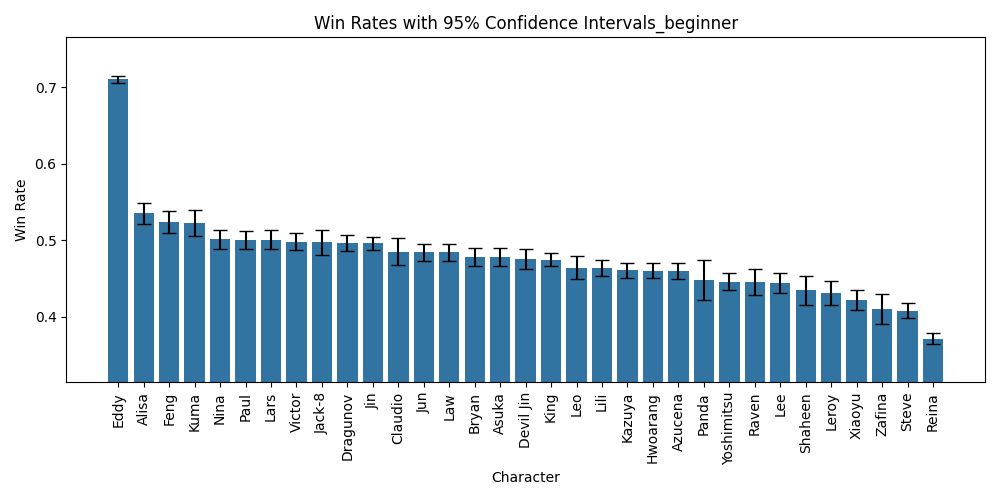 Win Rates with 95% Confidence Intervals_beginner
Win Rate
0.7
0.6
0.5
0.4
Eddy
Alisa
Feng
Kuma
Nina
Paul
Lars
Victor
Jack-8
Dragunov
Jin
Claudio
Jun
Law
Bryan
Asuka
Devil Jin
King
Leo
Lili
Kazuya
Hwoarang
Azucena
Panda
Yoshimitsu
Raven
Lee
Shaheen
Leroy
Xiaoyu
Zafina
Steve
Reina
Character